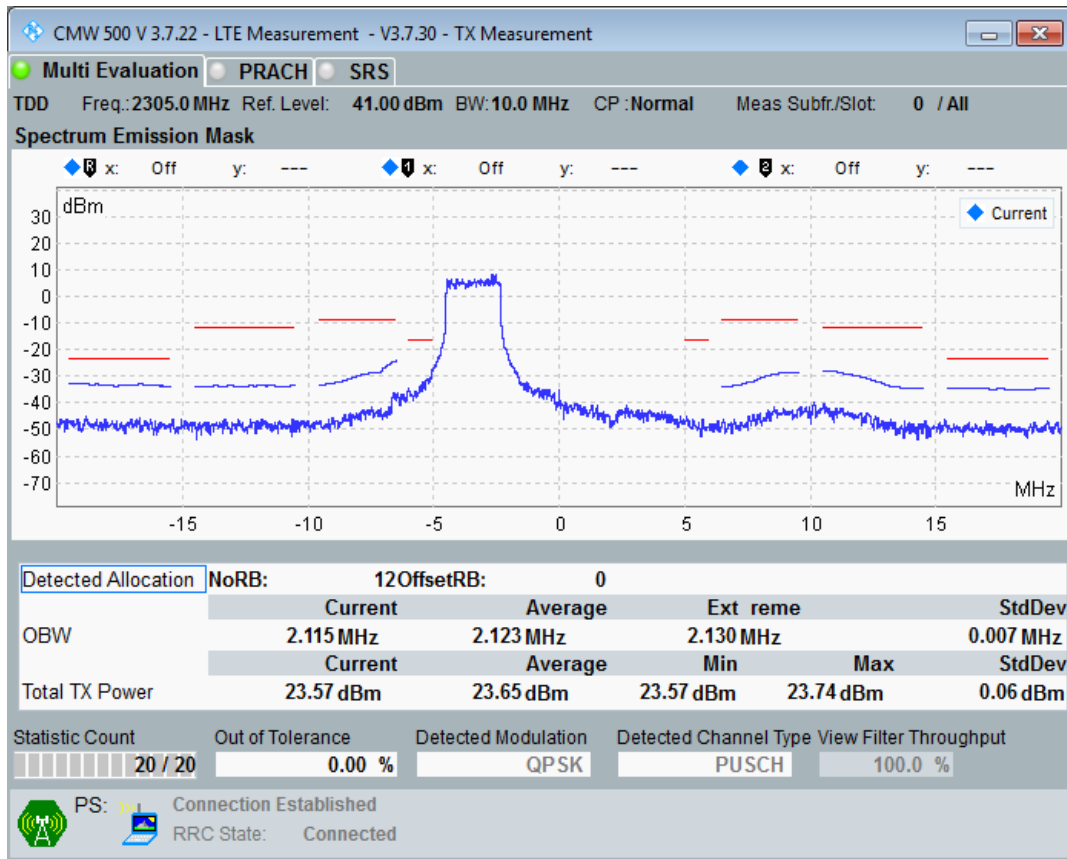 CMW 500 V 3.7.22 - LTE Measurement - V3.7.30 - TX Measurement
Multi Evaluation PRACH SRS
TDD Freq.: 2305.0 MHz Ref. Level: 41.00 dBm BW: 10.0 MHz CP : Normal Meas Subfr./Slot: 0 / All
Spectrum Emission Mask
R x: Off y: --- 1 x: Off y: --- 2 x: Off y: ---
dBm
Current
30
20
10
0
-10
-20
-30
-40
-50
-60
-70
MHz
-15 -10 -5 0 5 10 15
Detected Allocation NoRB: 12 OffsetRB: 0
Current Average Ext reme StdDev
OBW 2.115 MHz 2.123 MHz 2.130 MHz 0.007 MHz
Current Average Min Max StdDev
Total TX Power 23.57 dBm 23.65 dBm 23.57 dBm 23.74 dBm 0.06 dBm
Statistic Count Out of Tolerance Detected Modulation Detected Channel Type View Filter Throughput
20 / 20 0.00 % QPSK PUSCH 100.0 %
PS: Connection Established
RRC State: Connected